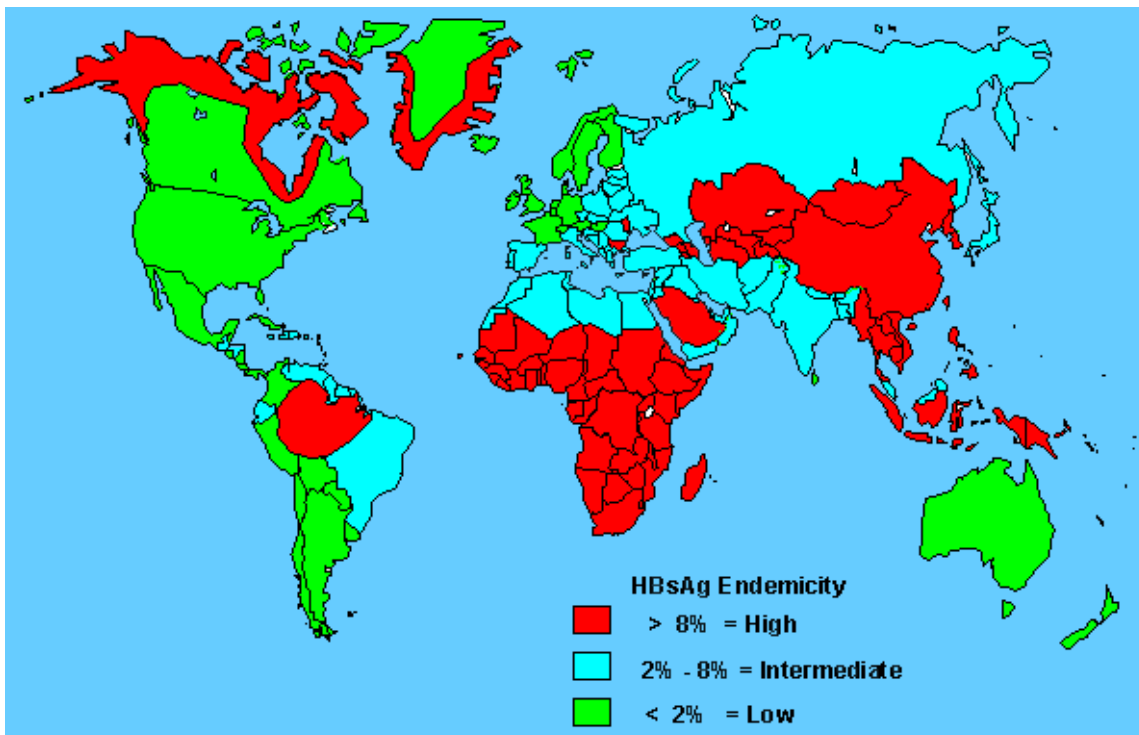 HBsAg Endemicity
> 8% = High
2% - 8% = Intermediate
< 2% = Low